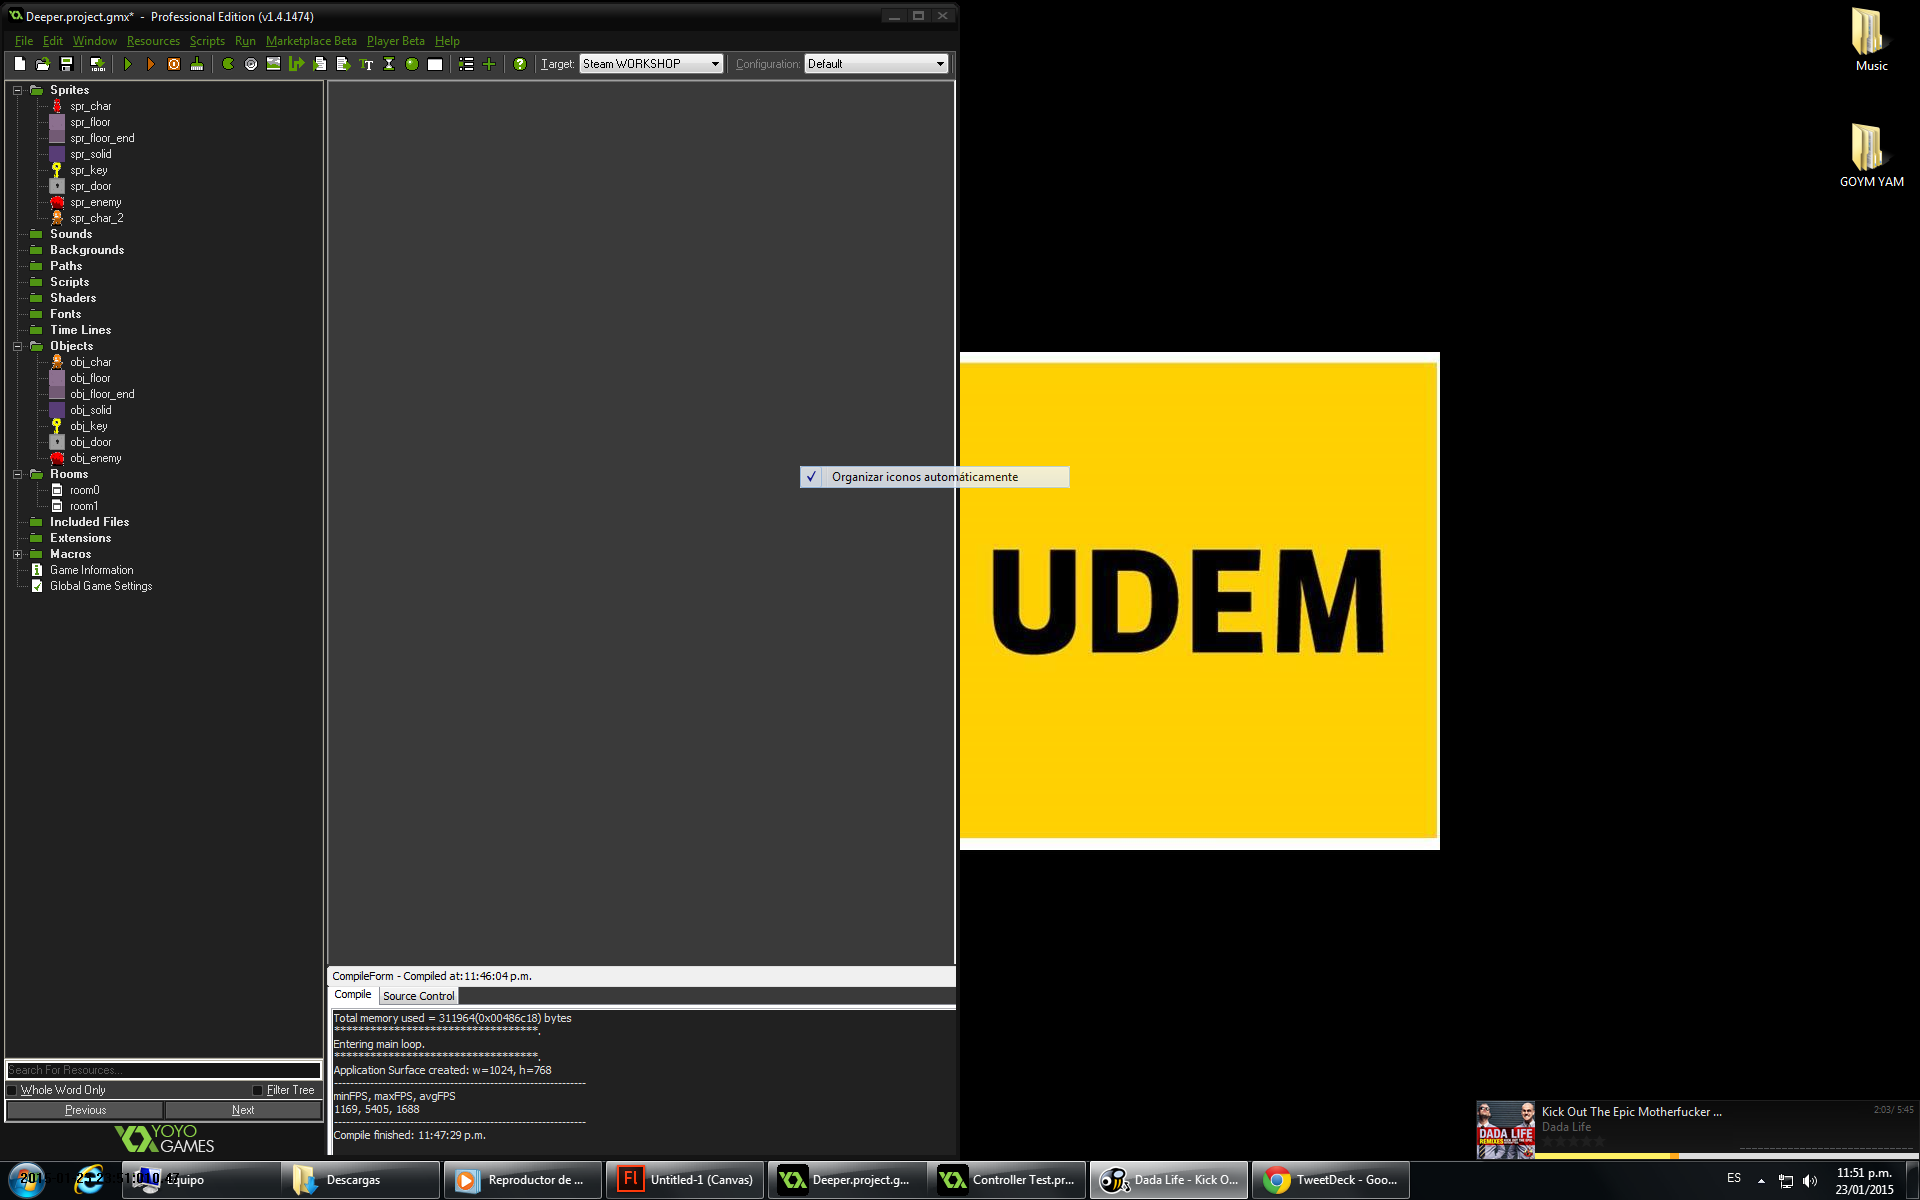 Deeper.project.gmx* - Professional Edition (v1.4.1474)
File Edit Window Resources Scripts Run Marketplace Beta Player Beta Help
Target: Steam WORKSHOP Configuration: Default
Sprites
spr_char
spr_floor
spr_floor_end
spr_solid
spr_key
spr_door
spr_enemy
spr_char_2
Sounds
Backgrounds
Paths
Scripts
Shaders
Fonts
Time Lines
Objects
obj_char
obj_floor
obj_floor_end
obj_solid
obj_key
obj_door
obj_enemy
Rooms
room0
room1
Included Files
Extensions
Macros
Game Information
Global Game Settings
Search For Resources...
Whole Word Only Filter Tree
Previous Next
YOYO
GAMES
Organizar iconos automáticamente
CompileForm - Compiled at: 11:46:04 p.m.
Compile Source Control
Total memory used = 311964(0x00486c18) bytes
**********************************.
Entering main loop.
**********************************.
Application Surface created: w=1024, h=768
---------------------------------------------------------------
minFPS, maxFPS, avgFPS
1169, 5405, 1688
---------------------------------------------------------------
Compile finished: 11:47:29 p.m.
UDEM
Music
GOYM YAM
Kick Out The Epic Motherfucker ... 2:03/ 5:45
Dada Life
DADA LIFE
REMIXES
Equipo
Descargas
Reproductor de ...
Untitled-1 (Canvas)
Deeper.project.g...
Controller Test.pr...
Dada Life - Kick O...
TweetDeck - Goo...
ES
11:51 p.m.
23/01/2015